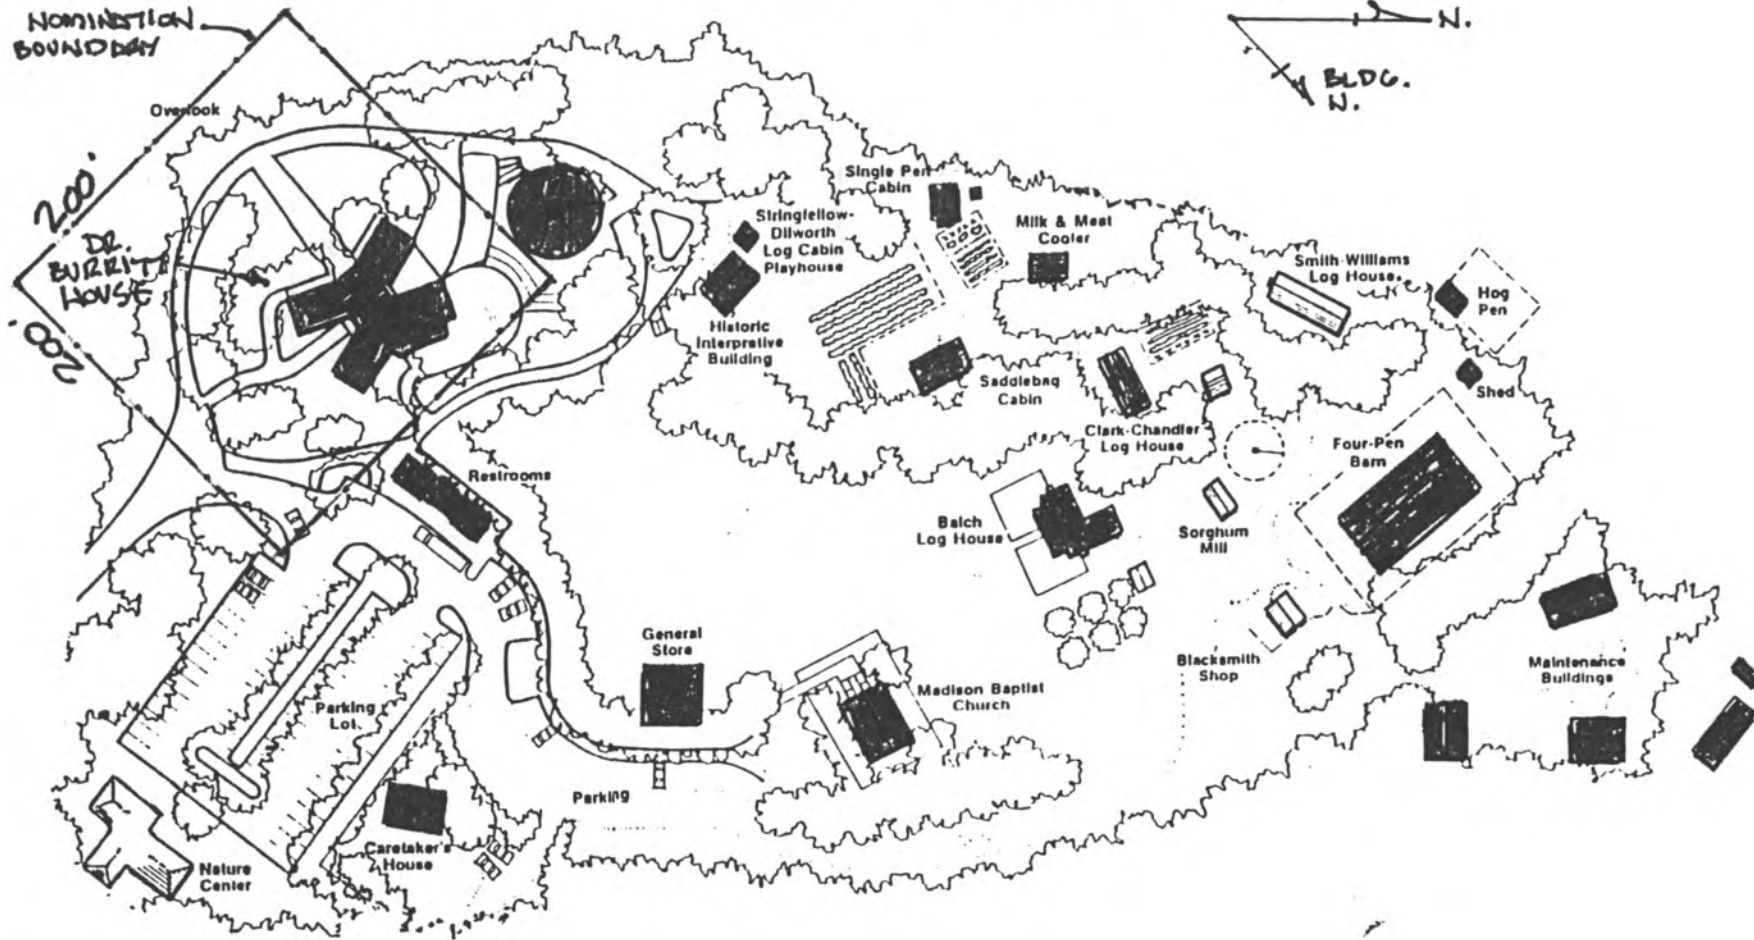 NOMINATION
BOUNDARY
N.
BLDG.
N.
Overlook
200'
200'
DR.
BURRITT
HOUSE
Single Pen
Cabin
Stringfellow-
Dilworth
Log Cabin
Playhouse
Milk & Meat
Cooler
Smith-Williams
Log House
Hog
Pen
Historic
Interpretive
Building
Saddlebag
Cabin
Shed
Clark-Chandler
Log House
Four-Pen
Barn
Restrooms
Balch
Log House
Sorghum
Mill
General
Store
Madison Baptist
Church
Blacksmith
Shop
Maintenance
Buildings
Parking
Lot
Parking
Caretaker's
House
Nature
Center